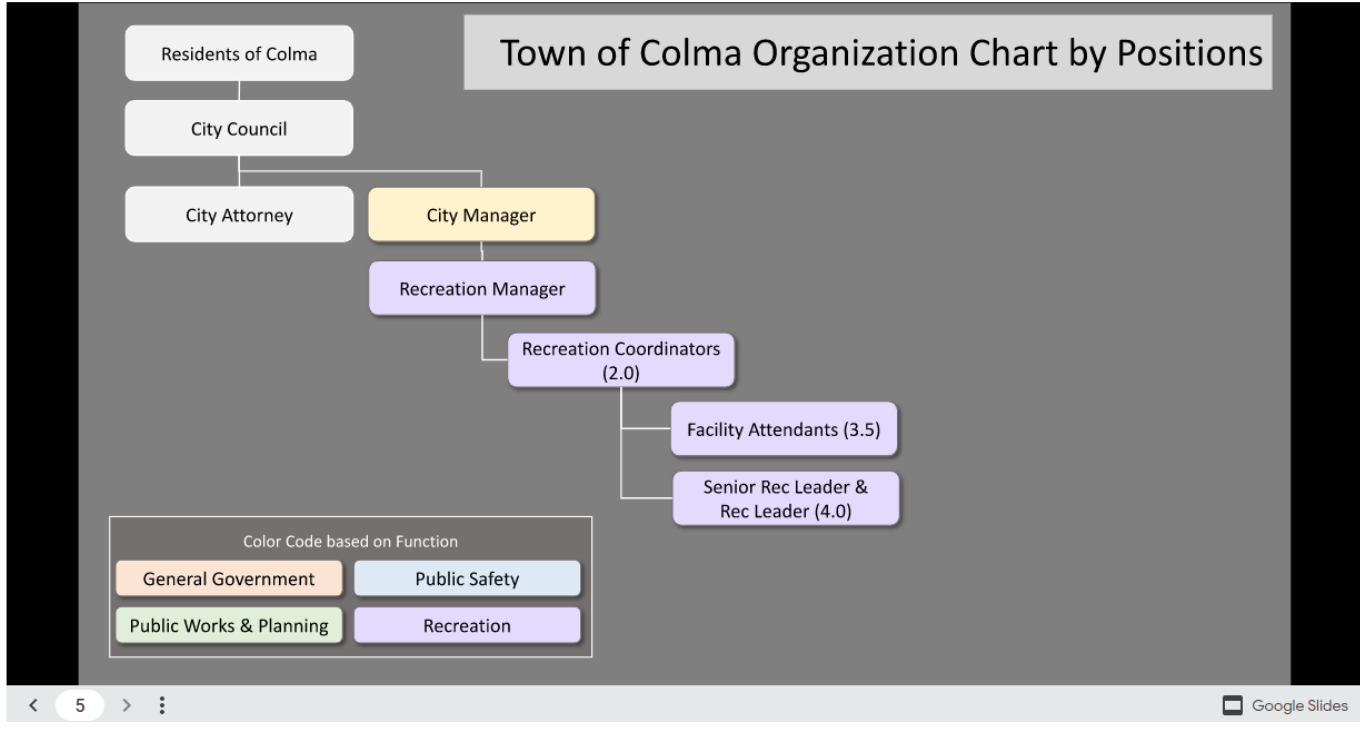 Town of Colma Organization Chart by Positions
Residents of Colma
City Council
City Attorney
City Manager
Recreation Manager
Recreation Coordinators
(2.0)
Facility Attendants (3.5)
Senior Rec Leader &
Rec Leader (4.0)
Color Code based on Function
General Government
Public Safety
Public Works & Planning
Recreation
5
Google Slides